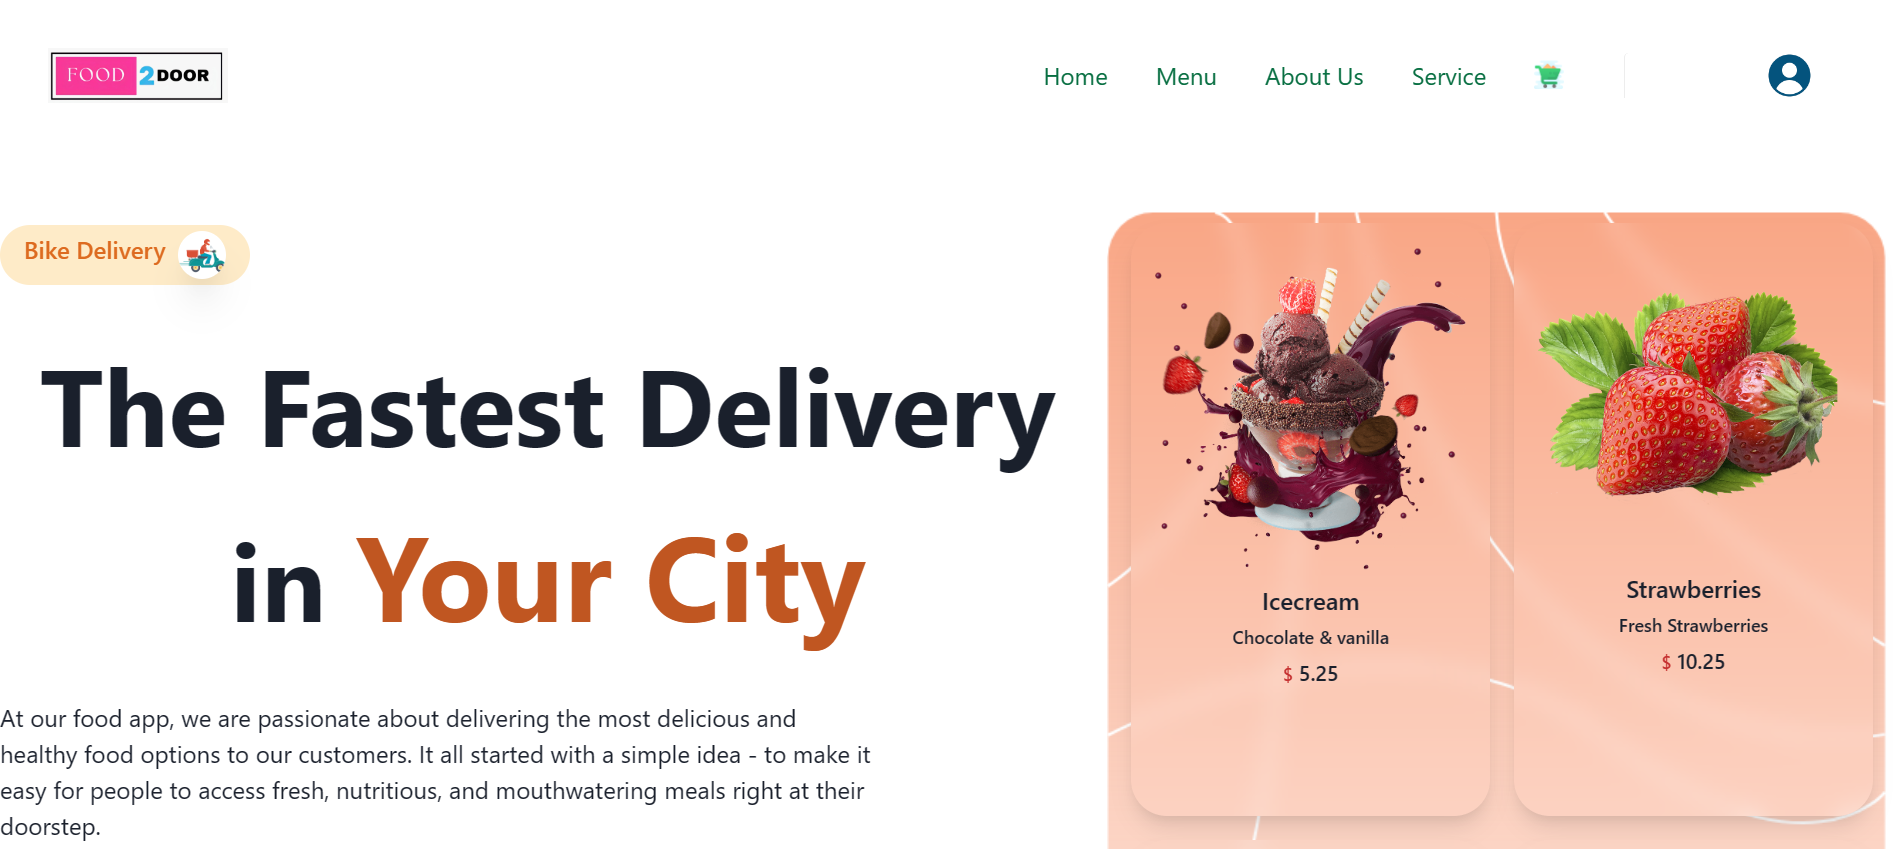 FOOD 2 DOOR
Home Menu About Us Service
Bike Delivery
The Fastest Delivery
in Your City
At our food app, we are passionate about delivering the most delicious and
healthy food options to our customers. It all started with a simple idea - to make it
easy for people to access fresh, nutritious, and mouthwatering meals right at their
doorstep.
Icecream
Chocolate & vanilla
$ 5.25
Strawberries
Fresh Strawberries
$ 10.25